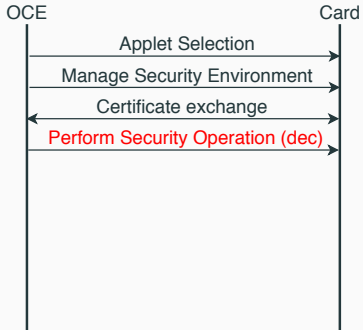 OCE Card
Applet Selection
Manage Security Environment
Certificate exchange
Perform Security Operation (dec)